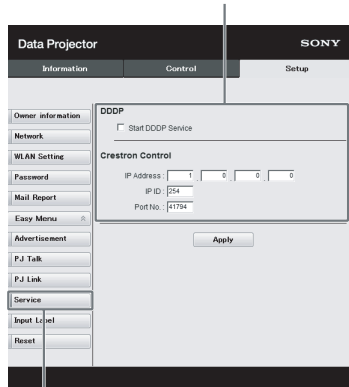 Data Projector
SONY
Information
Control
Setup
Owner information
Network
WLAN Setting
Password
Mail Report
Easy Menu
Advertisement
PJ Talk
PJ Link
Service
Input Label
Reset
DDDP
Start DDDP Service
Crestron Control
IP Address : 1 . 0 . 0 . 0
IP ID : 254
Port No. : 41794
Apply